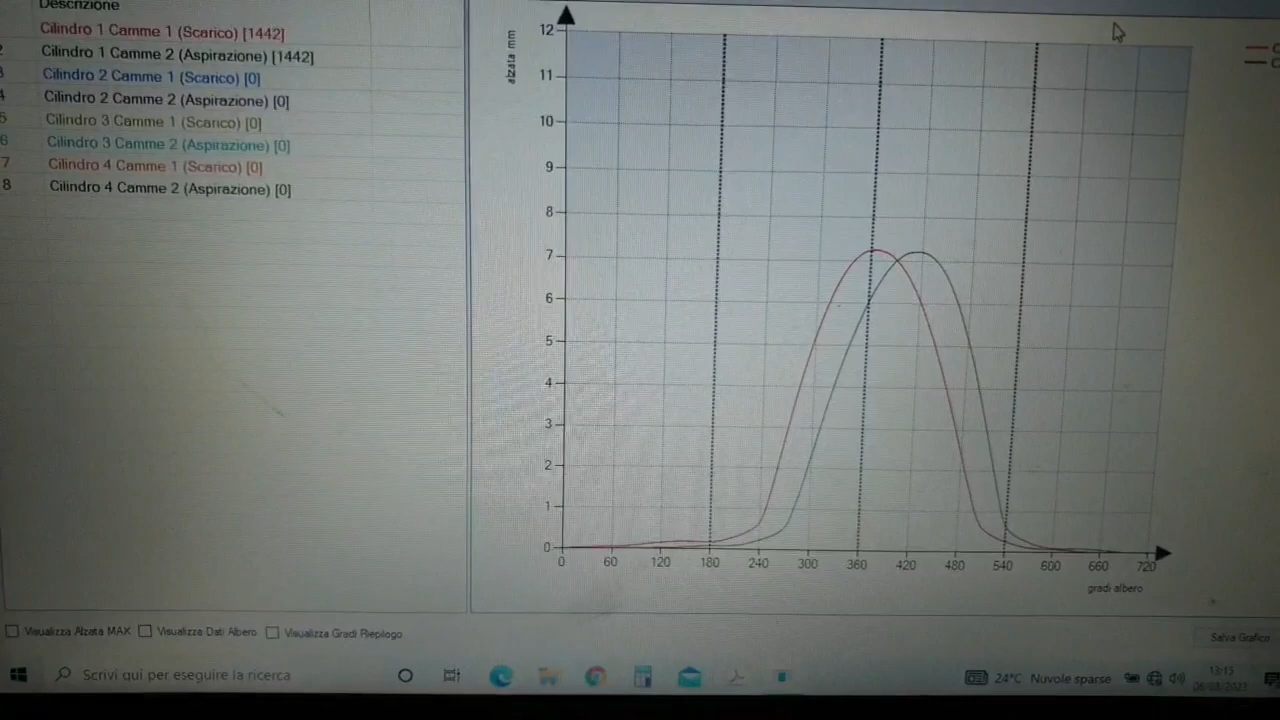 Descrizione
Cilindro 1 Camme 1 (Scarico) [1442]
2 Cilindro 1 Camme 2 (Aspirazione) [1442]
3 Cilindro 2 Camme 1 (Scarico) [0]
4 Cilindro 2 Camme 2 (Aspirazione) [0]
5 Cilindro 3 Camme 1 (Scarico) [0]
6 Cilindro 3 Camme 2 (Aspirazione) [0]
7 Cilindro 4 Camme 1 (Scarico) [0]
8 Cilindro 4 Camme 2 (Aspirazione) [0]
alzata mm
12
11
10
9
8
7
6
5
4
3
2
1
0
0 60 120 180 240 300 360 420 480 540 600 660 720
gradi albero
Visualizza Alzata MAX Visualizza Dati Albero Visualizza Gradi Riepilogo
Salva Grafico
Scrivi qui per eseguire la ricerca
24°C Nuvole sparse
13:15